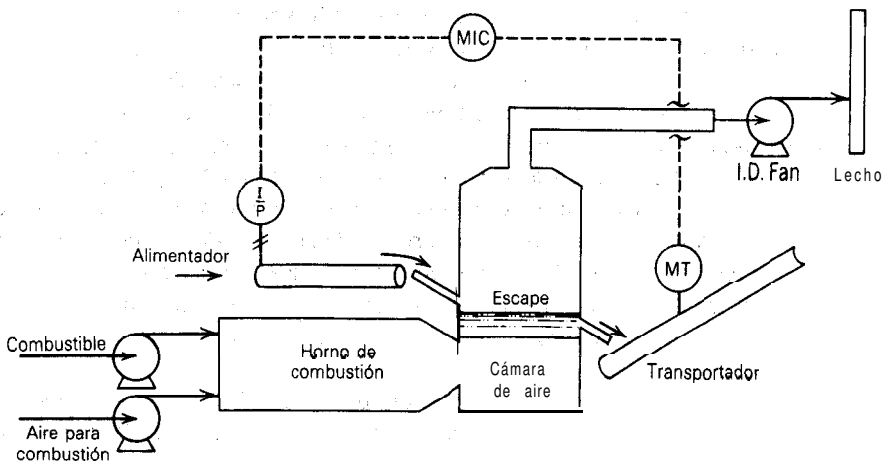 MIC
I.D. Fan
Lecho
I
P
Alimentador
MT
Escape
Combustible
Horno de
combustión
Cámara
de aire
Transportador
Aire para
combustión